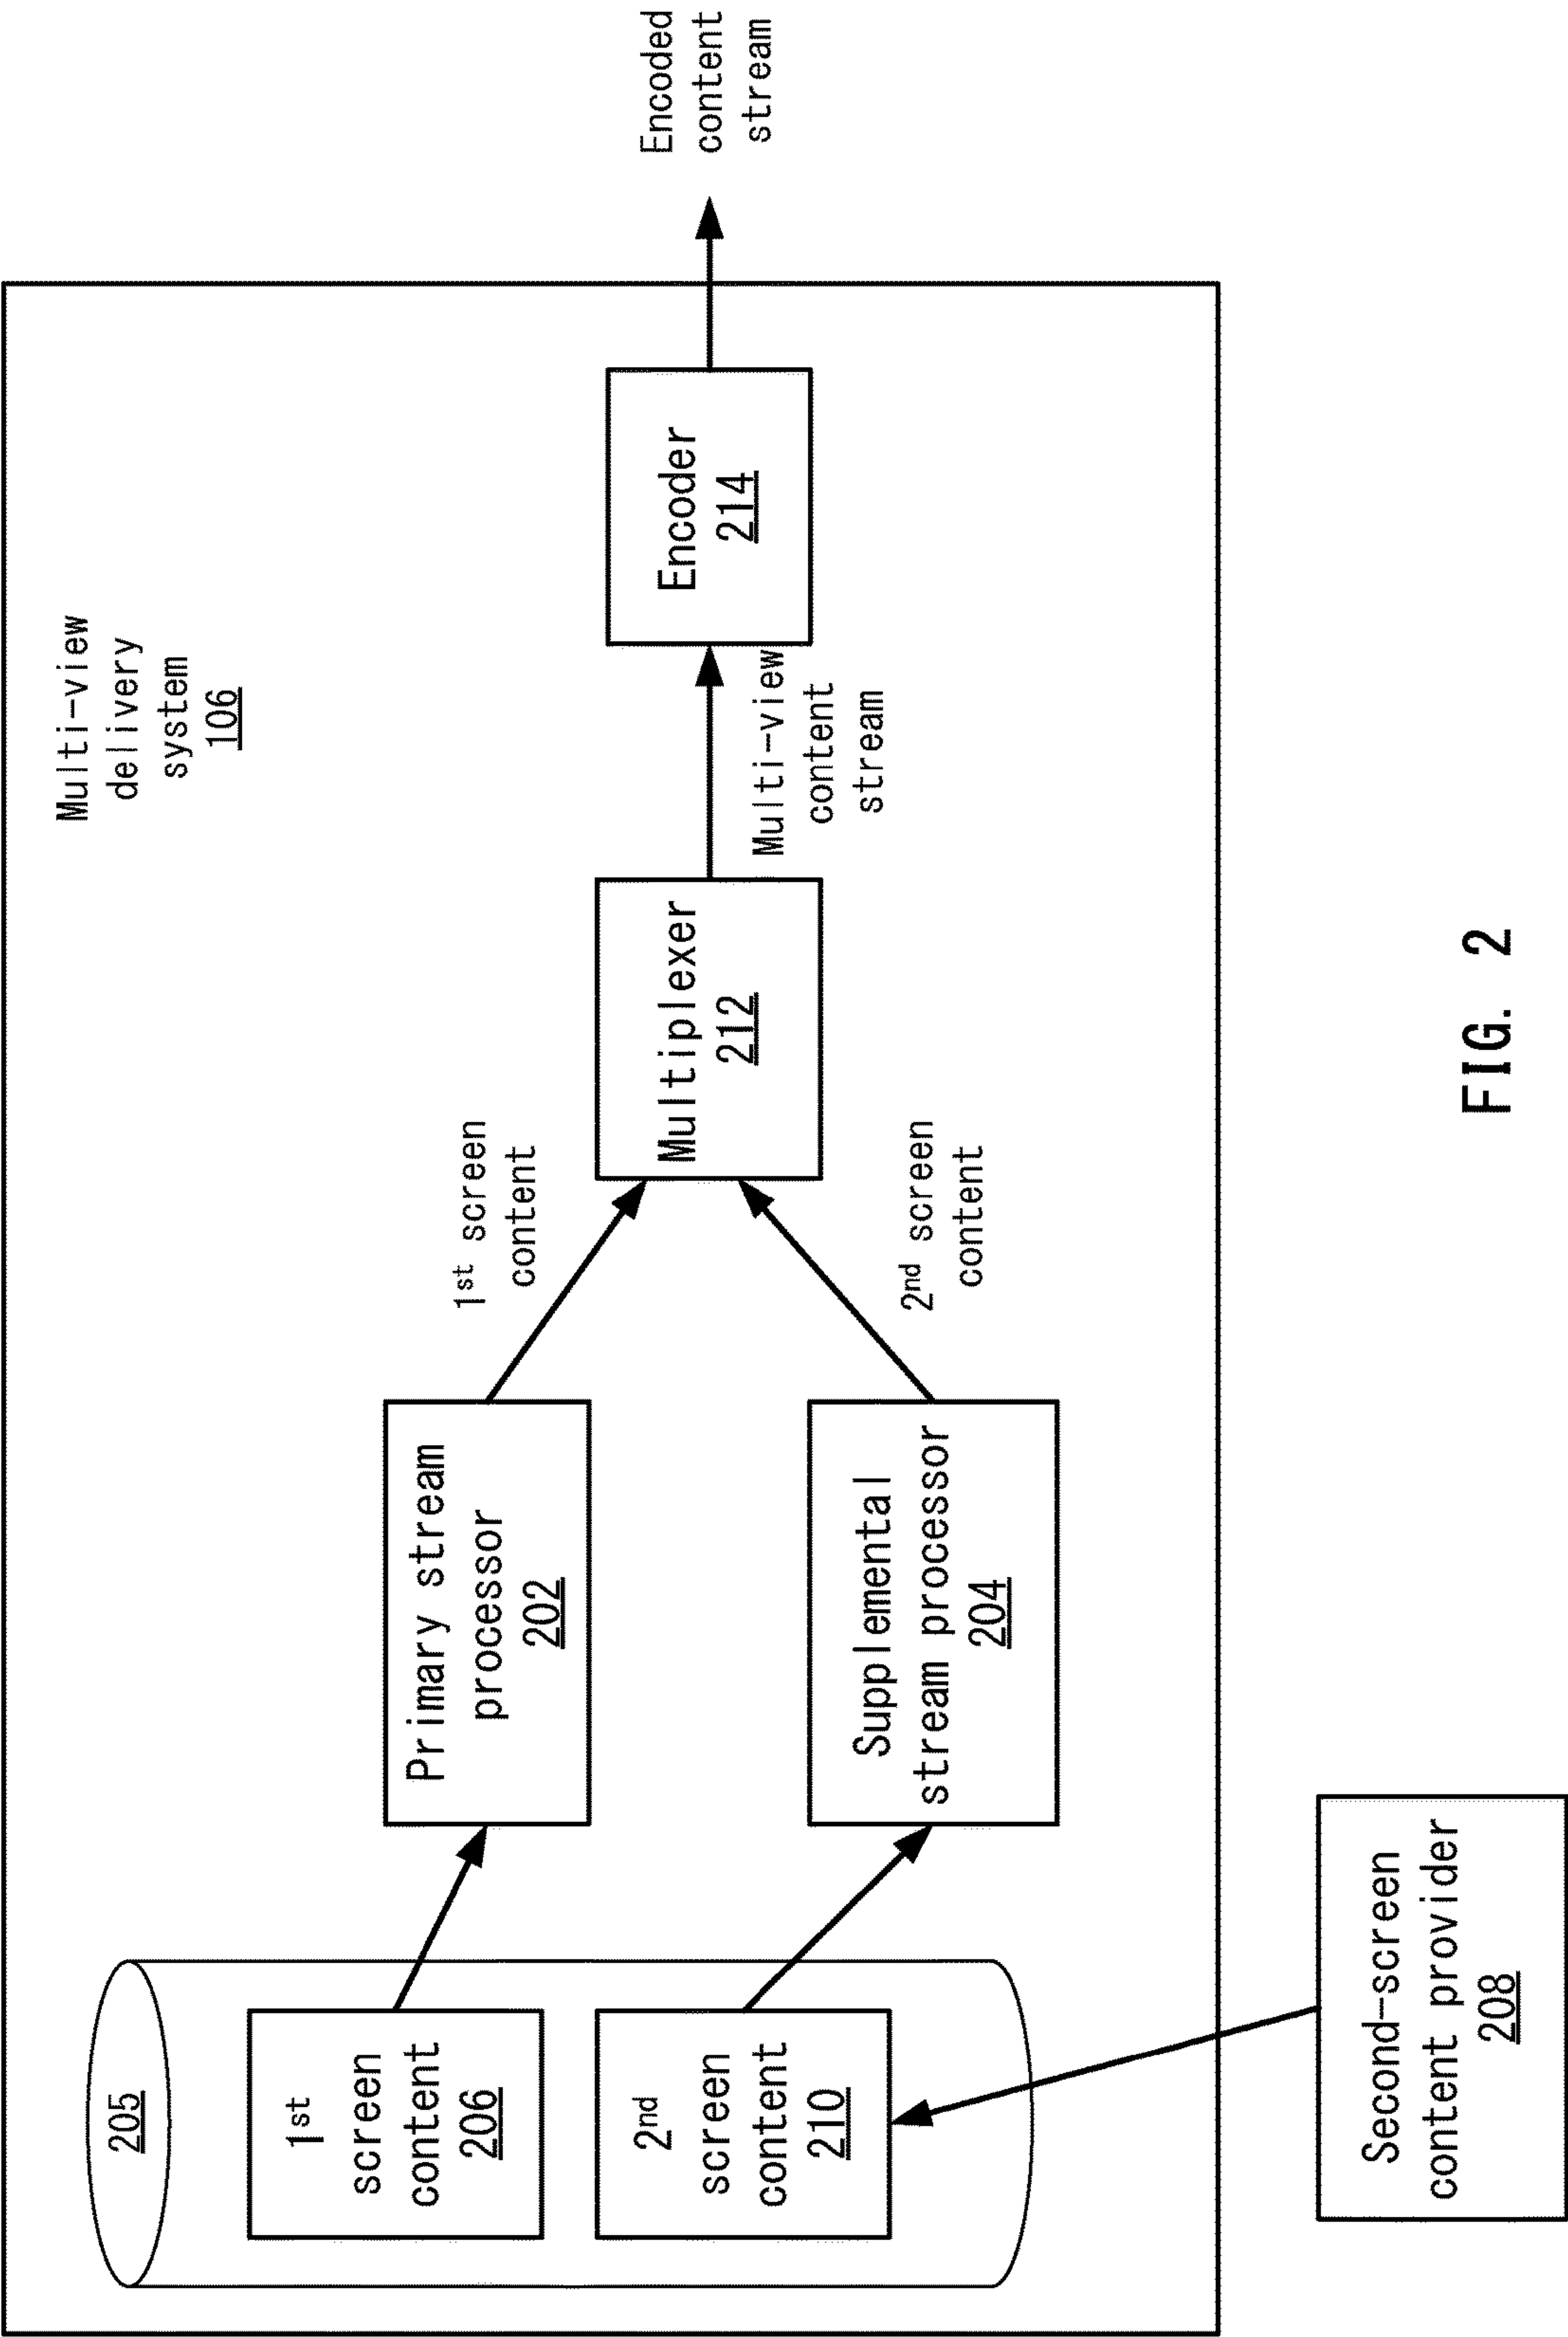 Multi-view
delivery
system
106
205
1st
screen
content
206
2nd
screen
content
210
Primary stream
processor
202
Supplemental
stream processor
204
1st screen
content
2nd screen
content
Multiplexer
212
Multi-view
content
stream
Encoder
214
Encoded
content
stream
Second-screen
content provider
208
FIG. 2